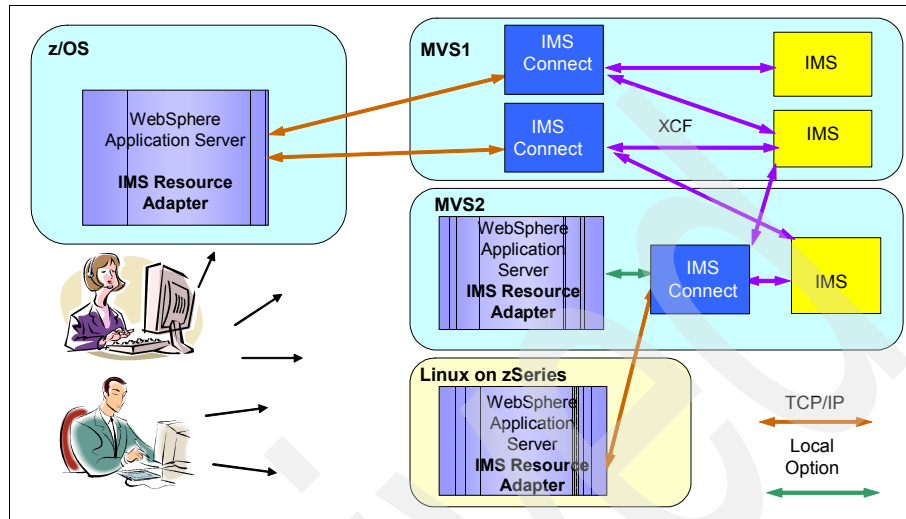 z/OS
WebSphere
Application Server
IMS Resource
Adapter
MVS1
IMS
Connect
IMS
IMS
Connect
XCF
IMS
MVS2
WebSphere
Application
Server
IMS Resource
Adapter
IMS
Connect
IMS
Linux on zSeries
WebSphere
Application
Server
IMS Resource
Adapter
TCP/IP
Local
Option